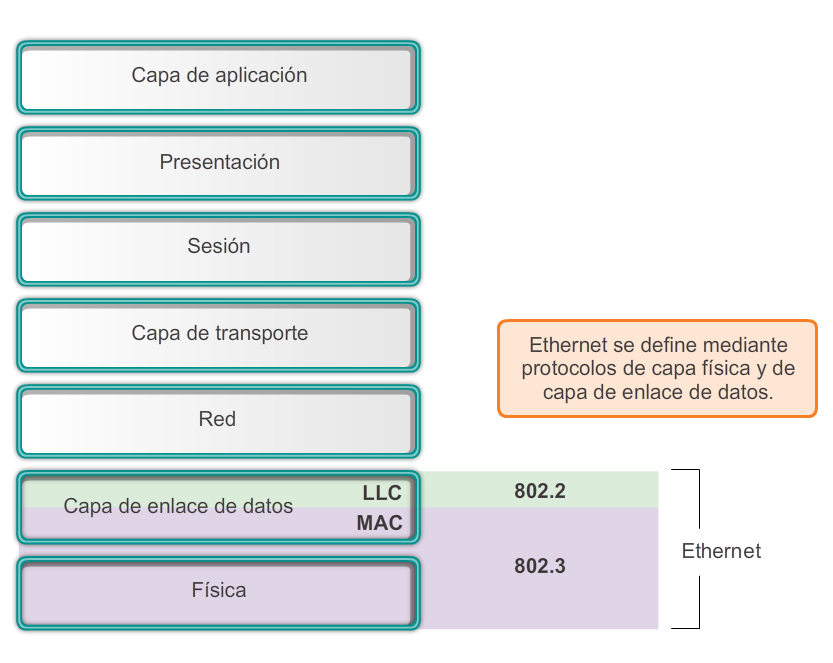 Capa de aplicación
Presentación
Sesión
Capa de transporte
Ethernet se define mediante
protocolos de capa física y de
capa de enlace de datos.
Red
Capa de enlace de datos
LLC
MAC
802.2
802.3
Ethernet
Física